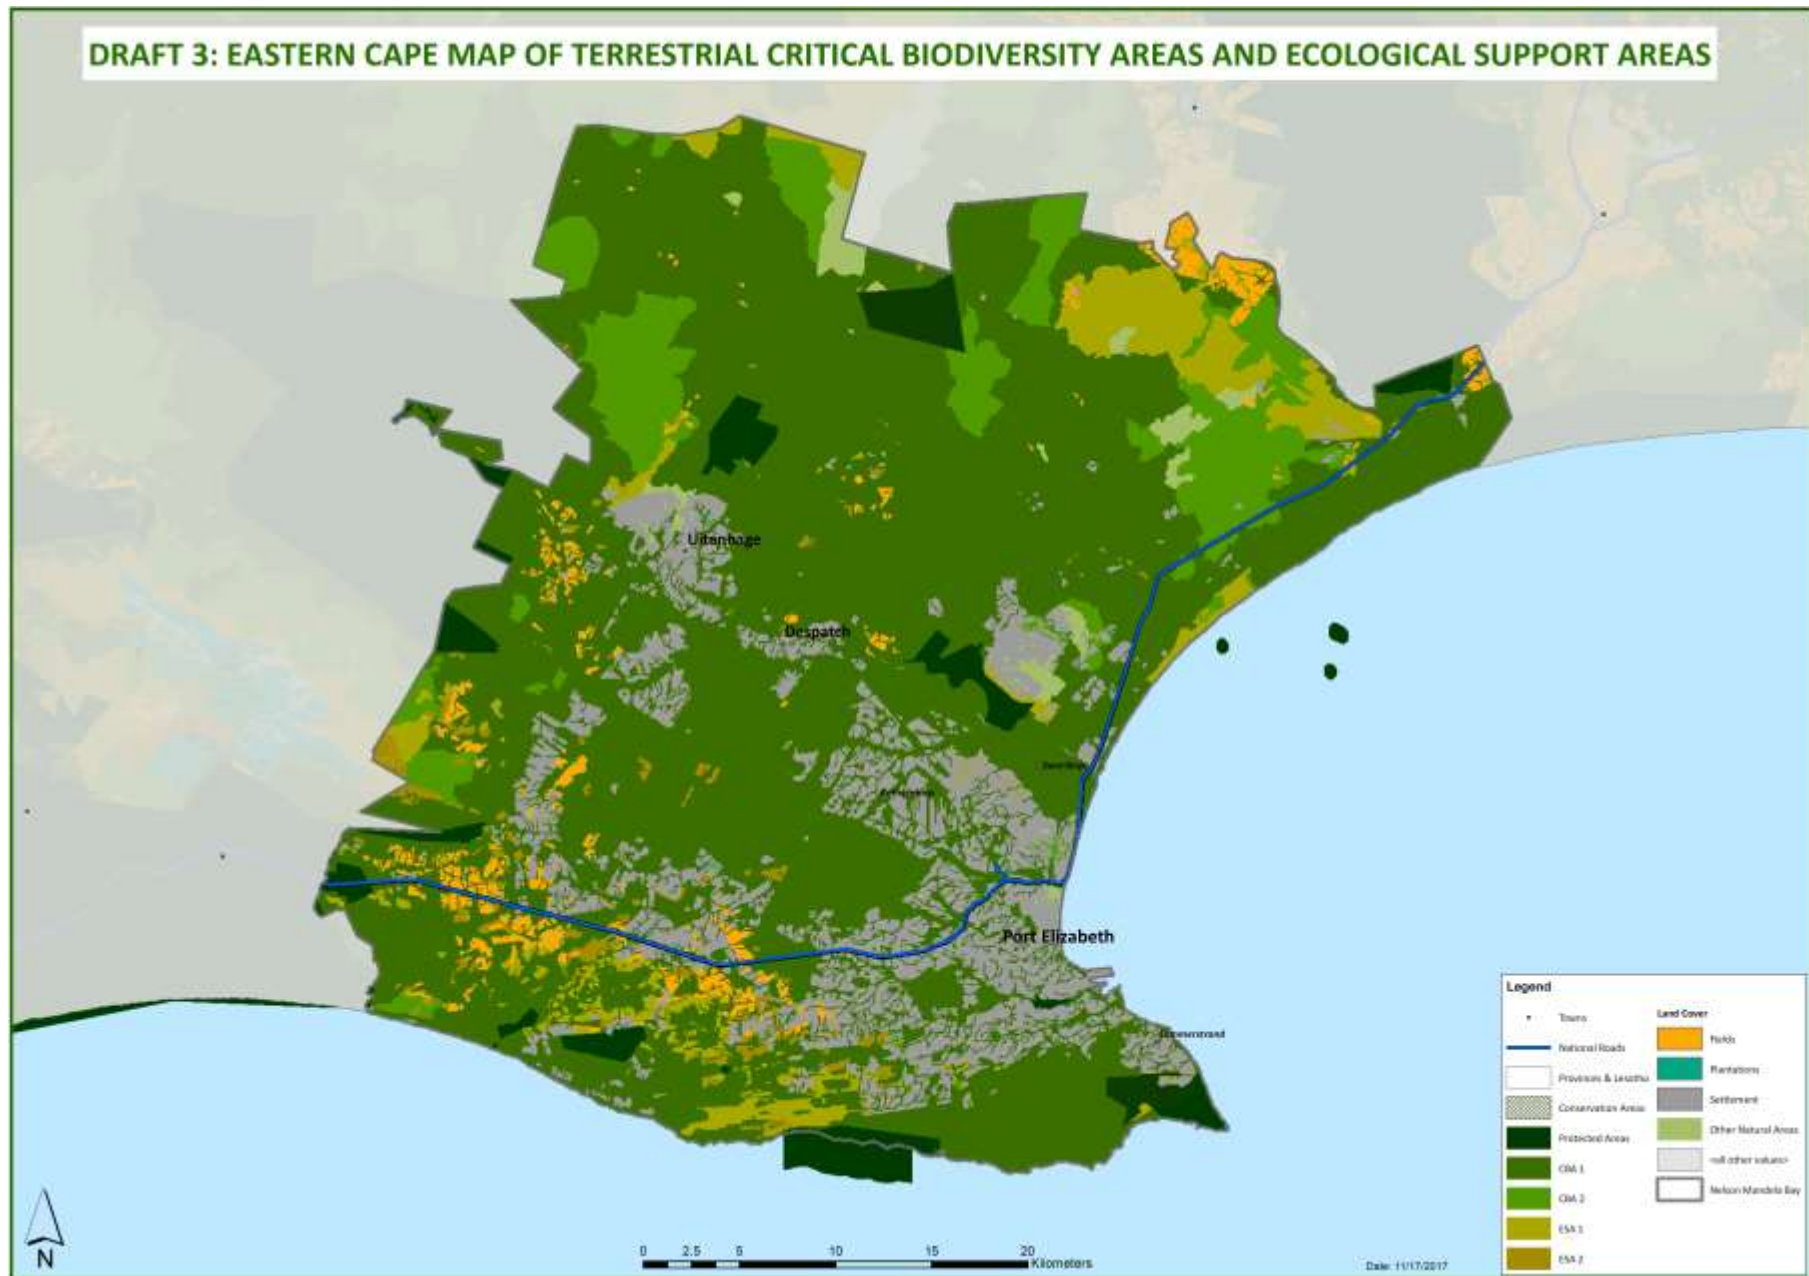 DRAFT 3: EASTERN CAPE MAP OF TERRESTRIAL CRITICAL BIODIVERSITY AREAS AND ECOLOGICAL SUPPORT AREAS
Uitenhage
Despatch
Port Elizabeth
Summerstrand
Legend
Towns
National Roads
Provinces & Lesotho
Conservation Areas
Protected Areas
CBA 1
CBA 2
ESA 1
ESA 2
Land Cover
Fields
Plantations
Settlement
Other Natural Areas
<all other values>
Nelson Mandela Bay
N
0 2.5 5 10 15 20
Kilometers
Date: 11/17/2017